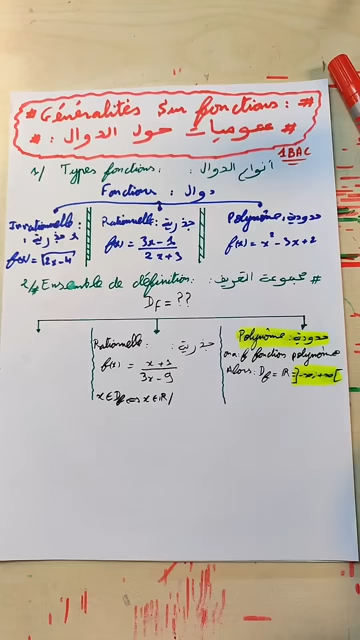 # Généralités Sur fonctions : #
# عموميات حول الدوال : #
1BAC
1/ Types fonctions : أنواع الدوال :
Fonctions : دوال
Irrationnelle :
f(x) = √2x-4
Rationnelle : جذرية :
f(x) = 3x-1 / 2x+3
Polynôme : حدودية :
f(x) = x² - 3x + 2
2/# Ensemble de définition : مجموعة التعريف : #
Df = ??
Rationnelle : جذرية :
f(x) = x+1 / 3x-9
x ∈ Df ⇔ x ∈ ℝ /
Polynôme : حدودية :
on a f fonction polynôme
Alors : Df = ℝ = ]-∞; +∞[